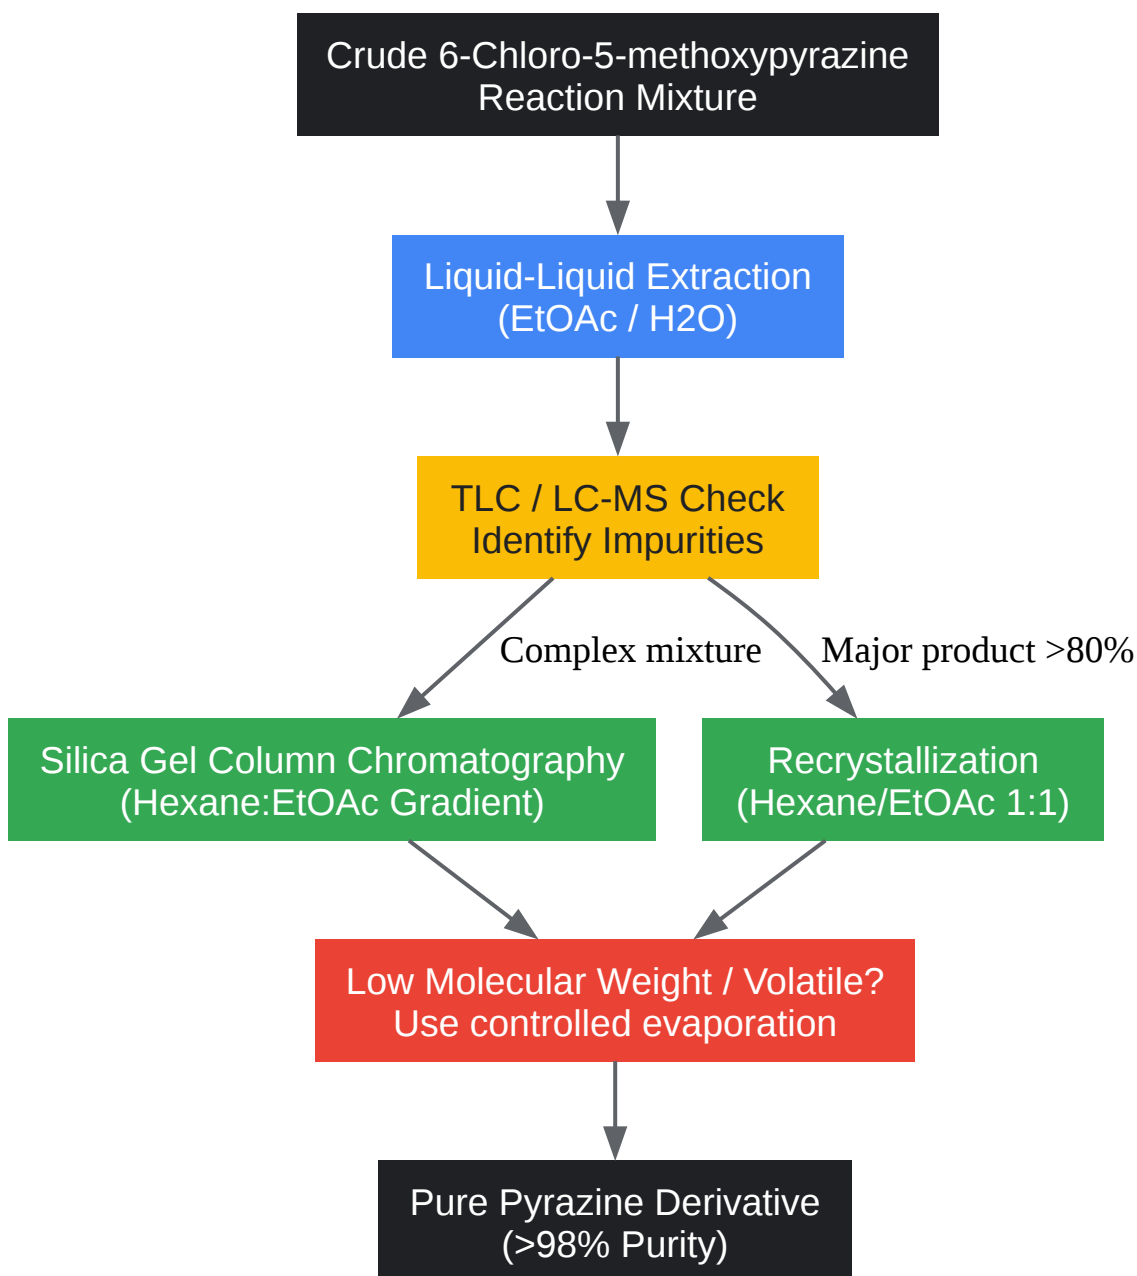 Crude 6-Chloro-5-methoxypyrazine
Reaction Mixture
Liquid-Liquid Extraction
(EtOAc / H2O)
TLC / LC-MS Check
Identify Impurities
Complex mixture
Major product >80%
Silica Gel Column Chromatography
(Hexane:EtOAc Gradient)
Recrystallization
(Hexane/EtOAc 1:1)
Low Molecular Weight / Volatile?
Use controlled evaporation
Pure Pyrazine Derivative
(>98% Purity)